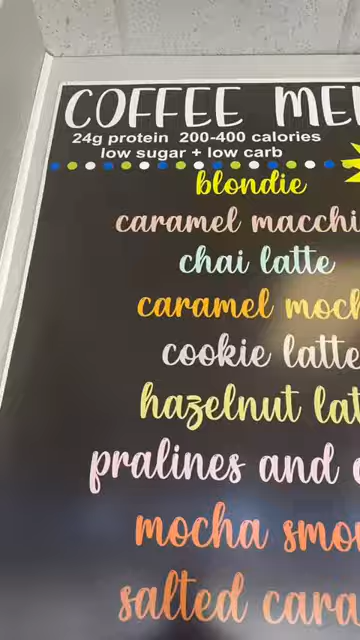 COFFEE ME
24g protein 200-400 calories
low sugar + low carb
blondie
caramel macchi
chai latte
caramel moch
cookie latte
hazelnut lat
pralines and c
mocha smo
salted cara